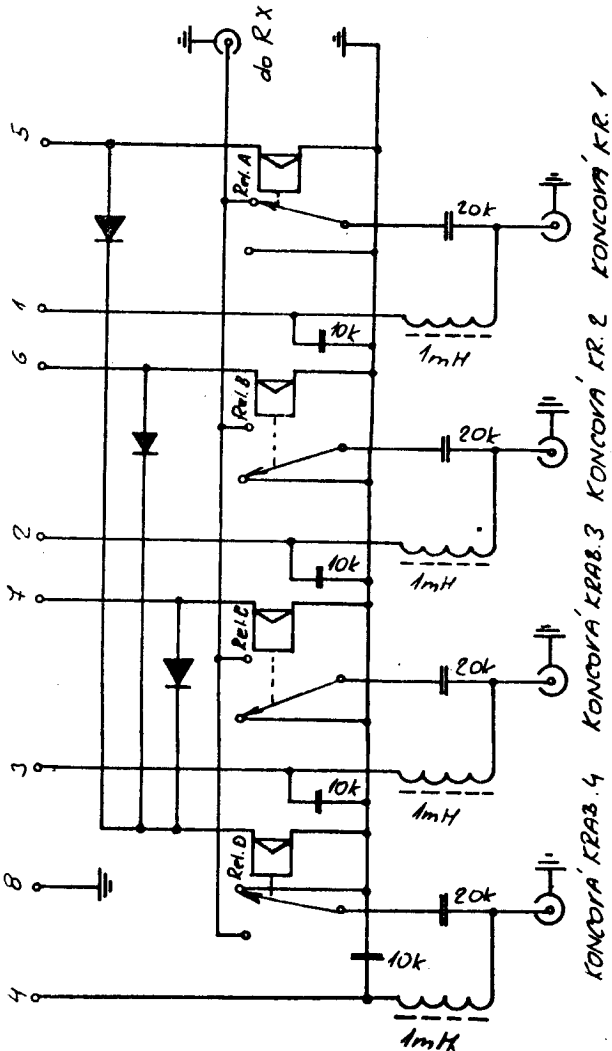 4
8
3
7
2
6
1
5
do RX
Rel.D
Rel.C
Rel.B
Rel.A
10k
10k
10k
10k
1mH
1mH
1mH
1mH
20k
20k
20k
20k
KONCOVÁ KRAB.4
KONCOVÁ KRAB.3
KONCOVÁ KR.2
KONCOVÁ KR.1